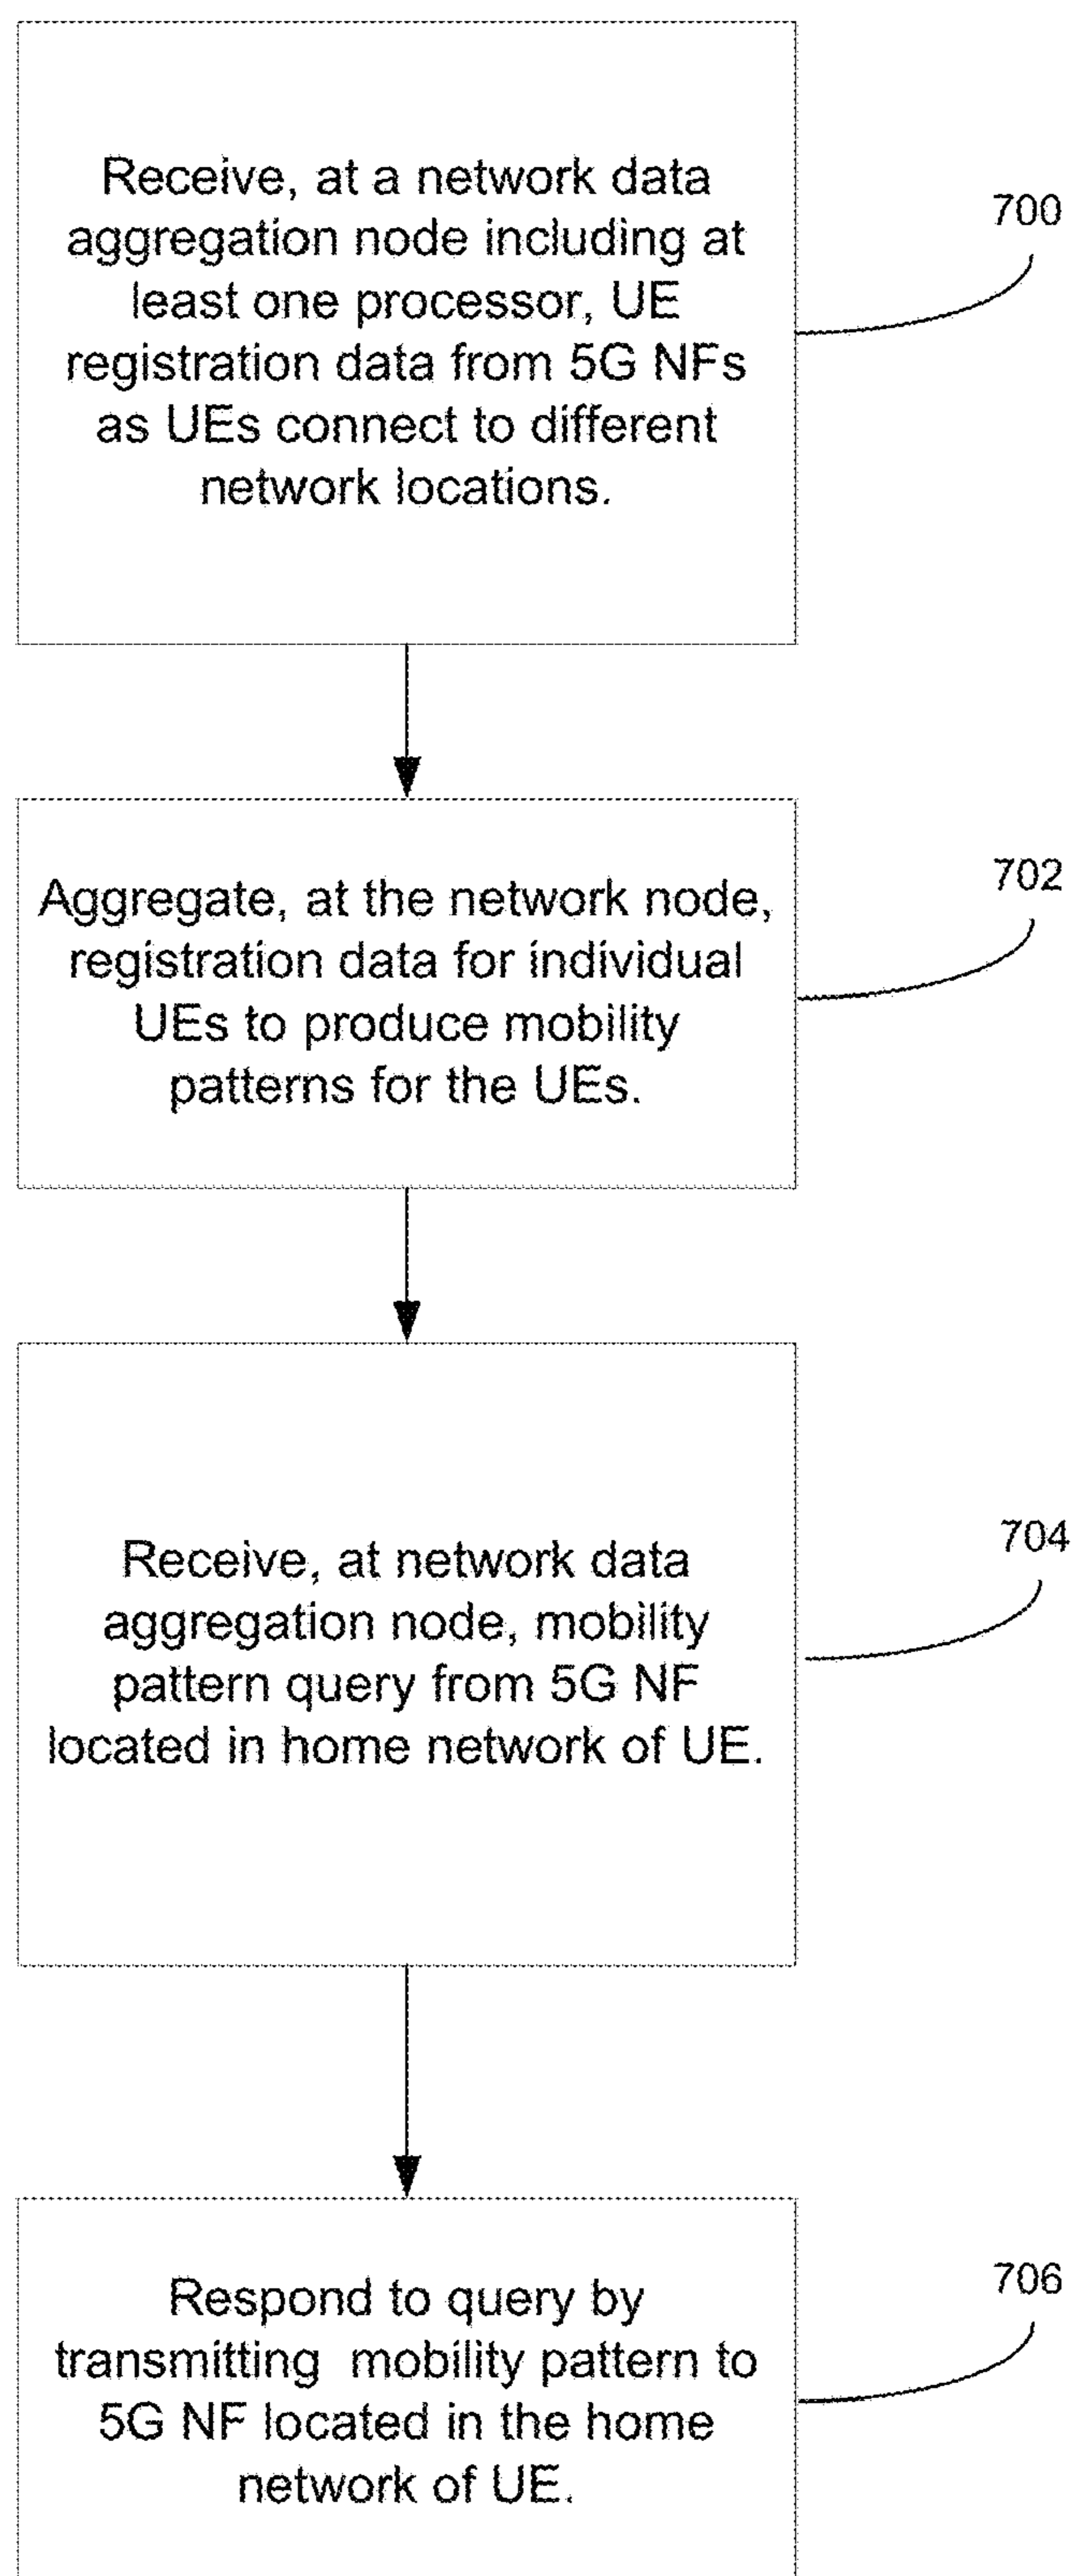 Receive, at a network data
aggregation node including at
least one processor, UE
registration data from 5G NFs
as UEs connect to different
network locations.
700
Aggregate, at the network node,
registration data for individual
UEs to produce mobility
patterns for the UEs.
702
Receive, at network data
aggregation node, mobility
pattern query from 5G NF
located in home network of UE.
704
Respond to query by
transmitting  mobility pattern to
5G NF located in the home
network of UE.
706